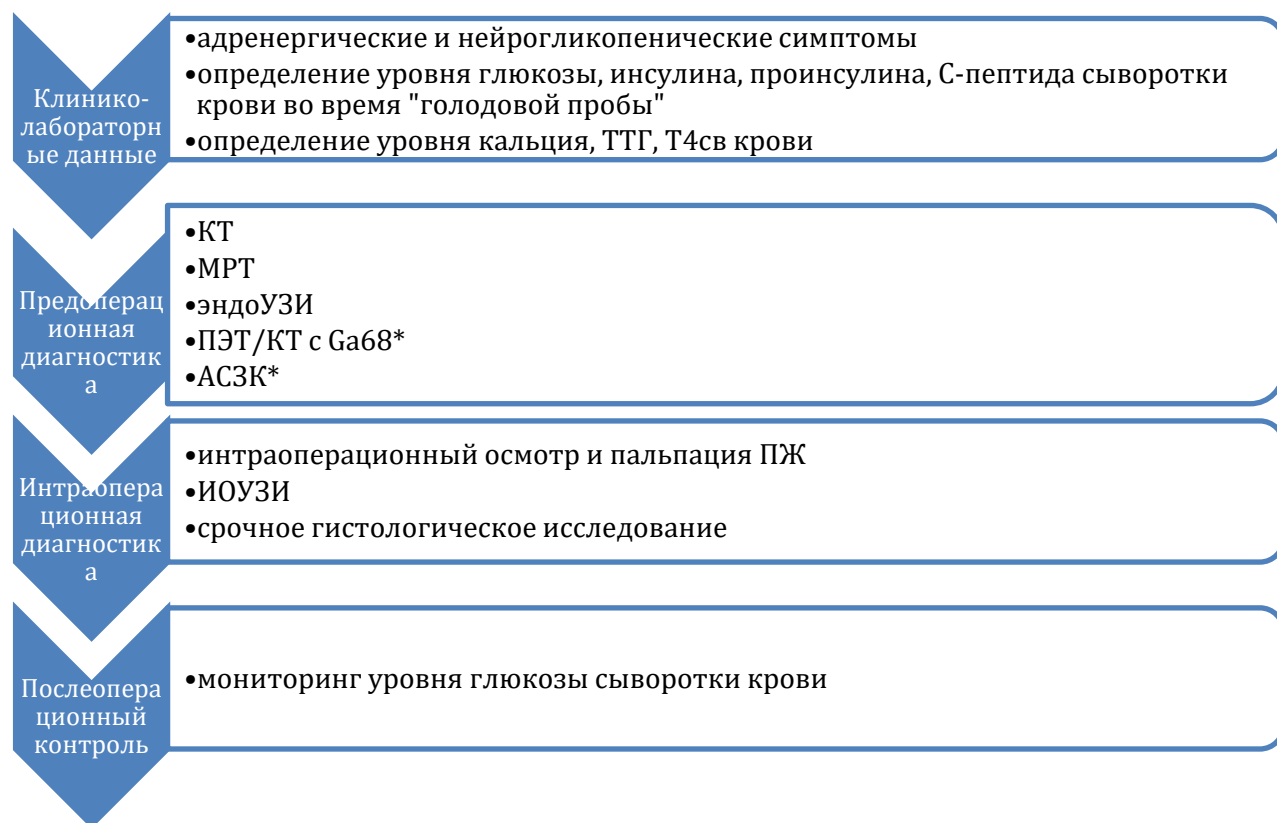 Клинико-
лабораторн
ые данные
•адренергические и нейрогликопенические симптомы
•определение уровня глюкозы, инсулина, проинсулина, С-пептида сыворотки
крови во время "голодовой пробы"
•определение уровня кальция, ТТГ, Т4св крови
Предоперац
ионная
диагностик
а
•КТ
•МРТ
•эндоУЗИ
•ПЭТ/КТ с Ga68*
•АСЗК*
Интраопера
ционная
диагностик
а
•интраоперационный осмотр и пальпация ПЖ
•ИОУЗИ
•срочное гистологическое исследование
Послеопера
ционный
контроль
•мониторинг уровня глюкозы сыворотки крови